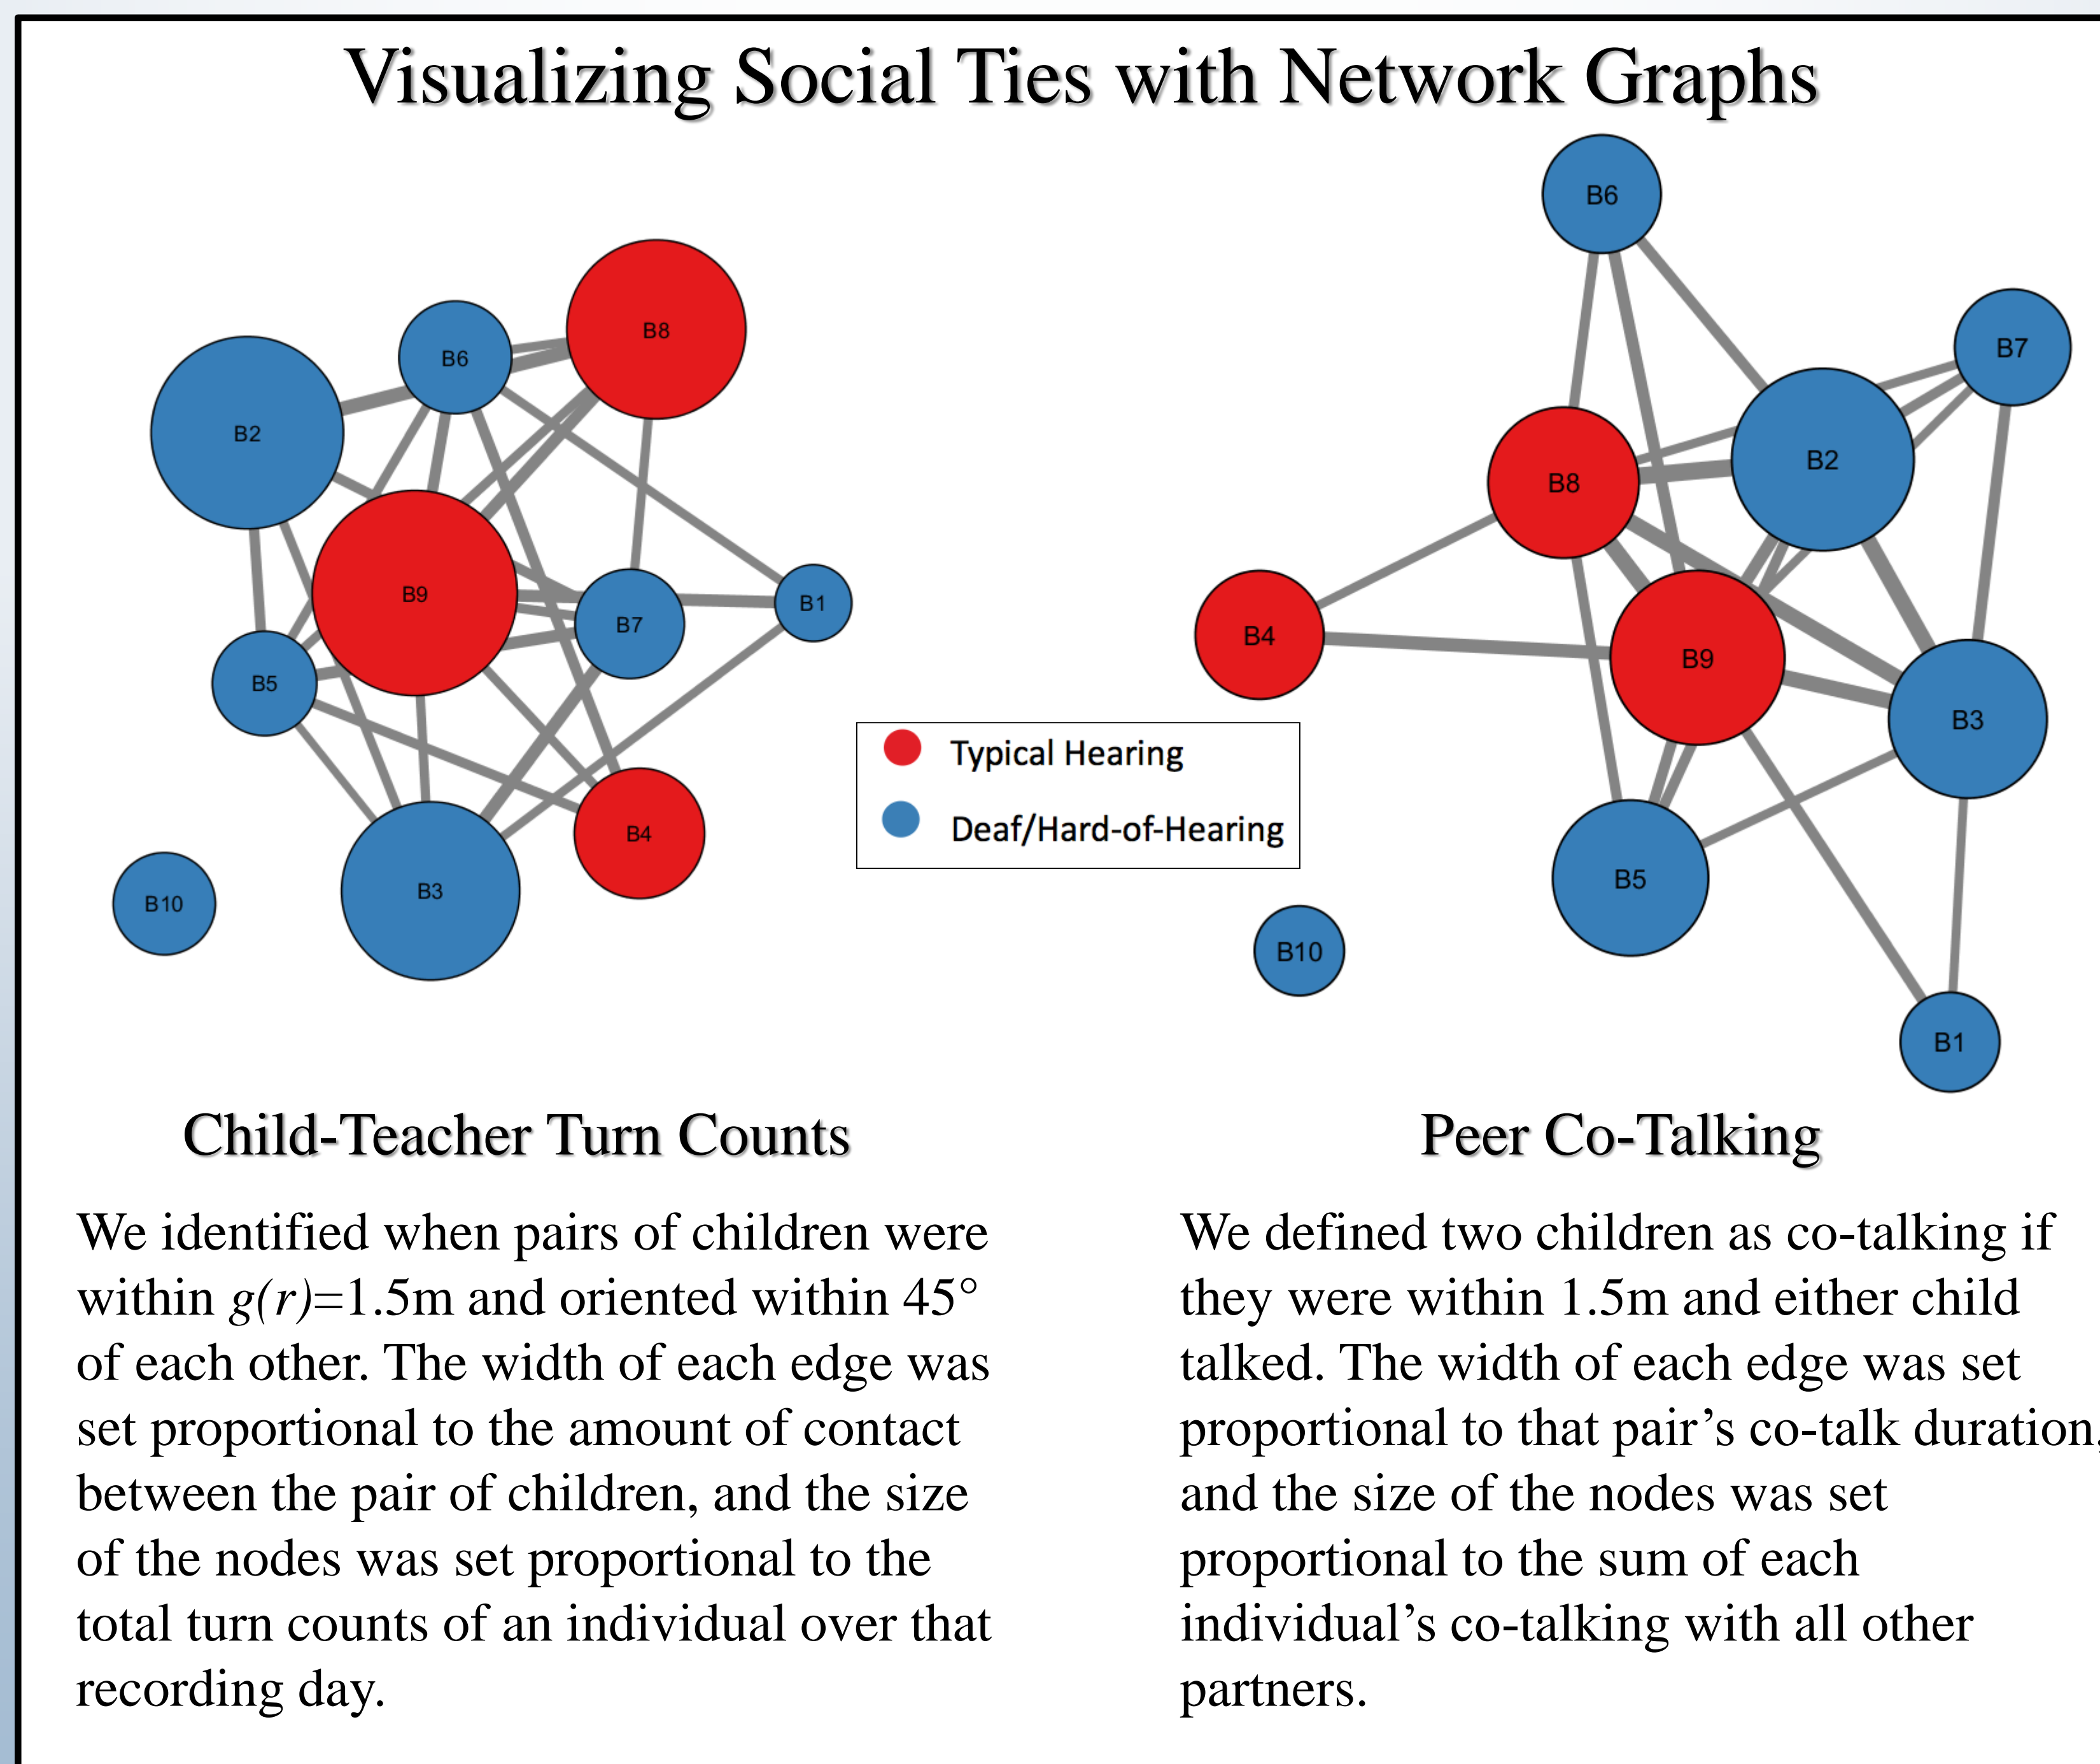 Visualizing Social Ties with Network Graphs
B6
B8
B2
B9
B7
B1
B5
B4
B3
B10
B6
B7
B2
B8
B4
B9
B3
B5
B10
B1
Typical Hearing
Deaf/Hard-of-Hearing
Child-Teacher Turn Counts
We identified when pairs of children were
within g(r)=1.5m and oriented within 45°
of each other. The width of each edge was
set proportional to the amount of contact
between the pair of children, and the size
of the nodes was set proportional to the
total turn counts of an individual over that
recording day.
Peer Co-Talking
We defined two children as co-talking if
they were within 1.5m and either child
talked. The width of each edge was set
proportional to that pair’s co-talk duration,
and the size of the nodes was set
proportional to the sum of each
individual’s co-talking with all other
partners.